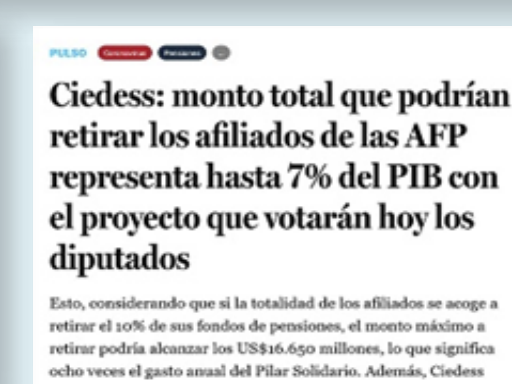 PULSO Coronavirus Pensiones
Ciedess: monto total que podrían
retirar los afiliados de las AFP
representa hasta 7% del PIB con
el proyecto que votarán hoy los
diputados
Esto, considerando que si la totalidad de los afiliados se acoge a
retirar el 10% de sus fondos de pensiones, el monto máximo a
retirar podría alcanzar los US$16.650 millones, lo que significa
ocho veces el gasto anual del Pilar Solidario. Además, Ciedess